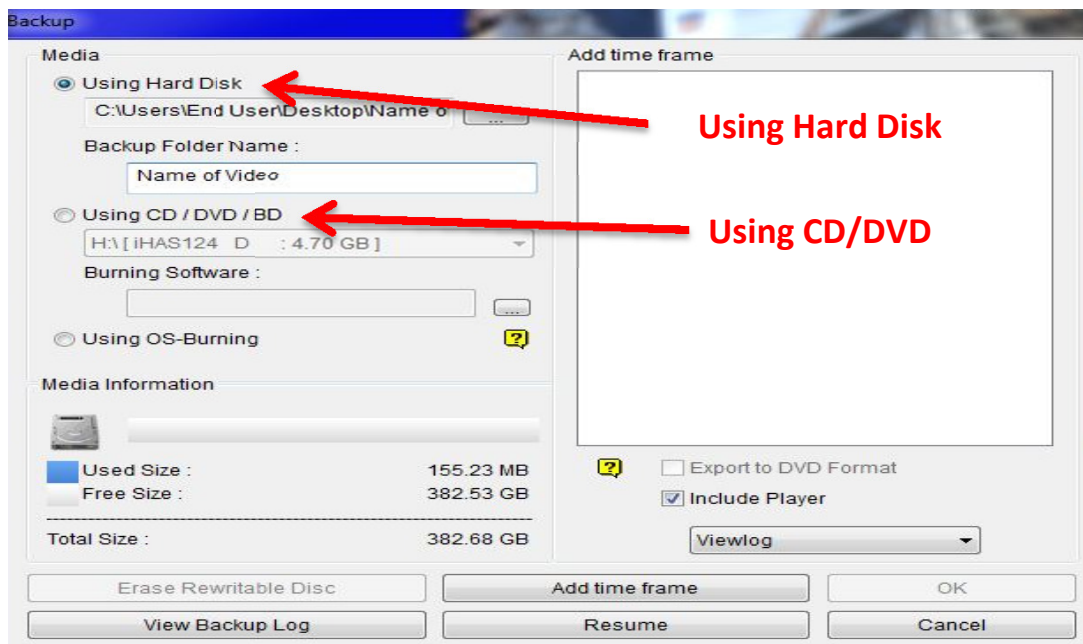 Backup
Media
Using Hard Disk
C:\Users\End User\Desktop\Name o
...
Backup Folder Name :
Name of Video
Using CD / DVD / BD
H:\ [ iHAS124 D : 4.70 GB ]
Burning Software :
...
Using OS-Burning
?
Media Information
Used Size : 155.23 MB
Free Size : 382.53 GB
Total Size : 382.68 GB
Add time frame
Using Hard Disk
Using CD/DVD
?
Export to DVD Format
Include Player
Viewlog
Erase Rewritable Disc
Add time frame
OK
View Backup Log
Resume
Cancel